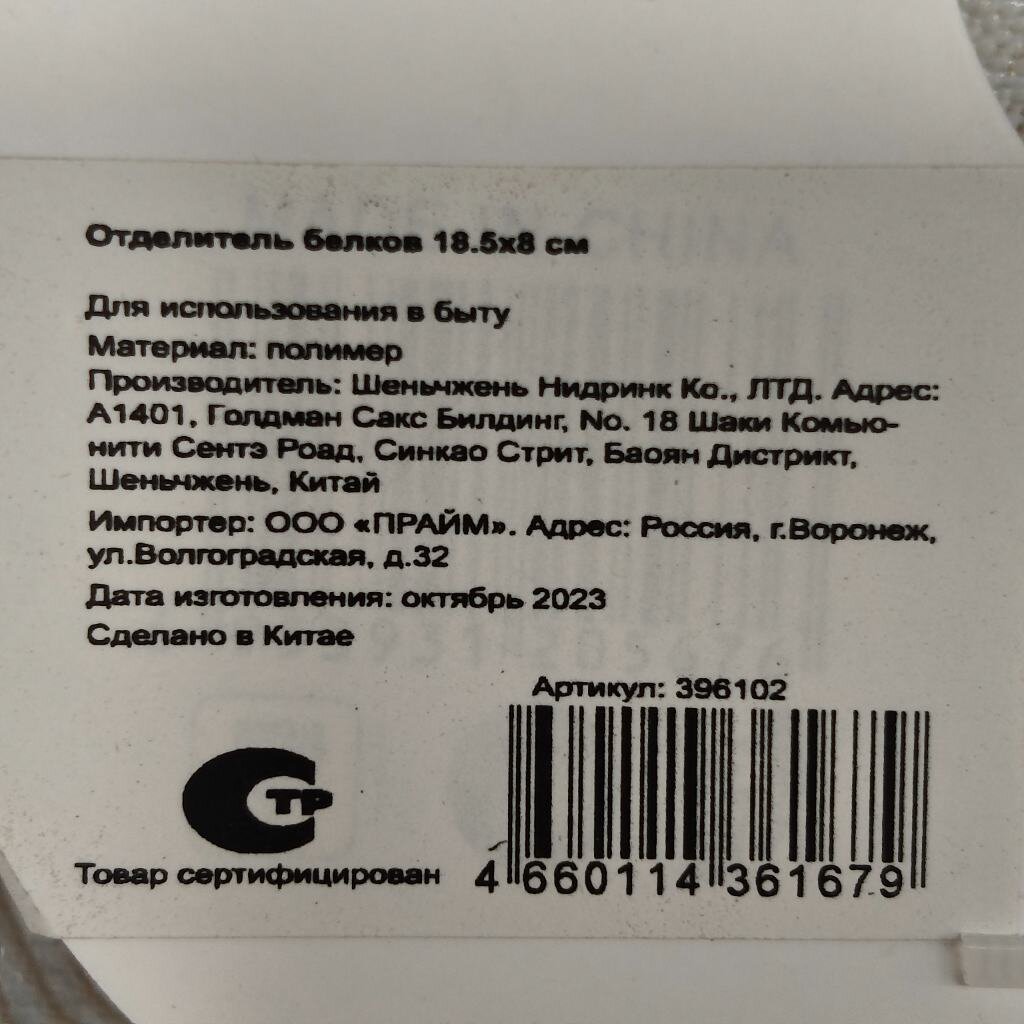 Отделитель белков 18.5х8 см
Для использования в быту
Материал: полимер
Производитель: Шеньчжень Нидринк Ко., ЛТД. Адрес:
А1401, Голдман Сакс Билдинг, No. 18 Шаки Комью-
нити Сентэ Роад, Синкао Стрит, Баоян Дистрикт,
Шеньчжень, Китай
Импортер: ООО «ПРАЙМ». Адрес: Россия, г.Воронеж,
ул.Волгоградская, д.32
Дата изготовления: октябрь 2023
Сделано в Китае
Артикул: 396102
СТР
Товар сертифицирован
4 660114 361679